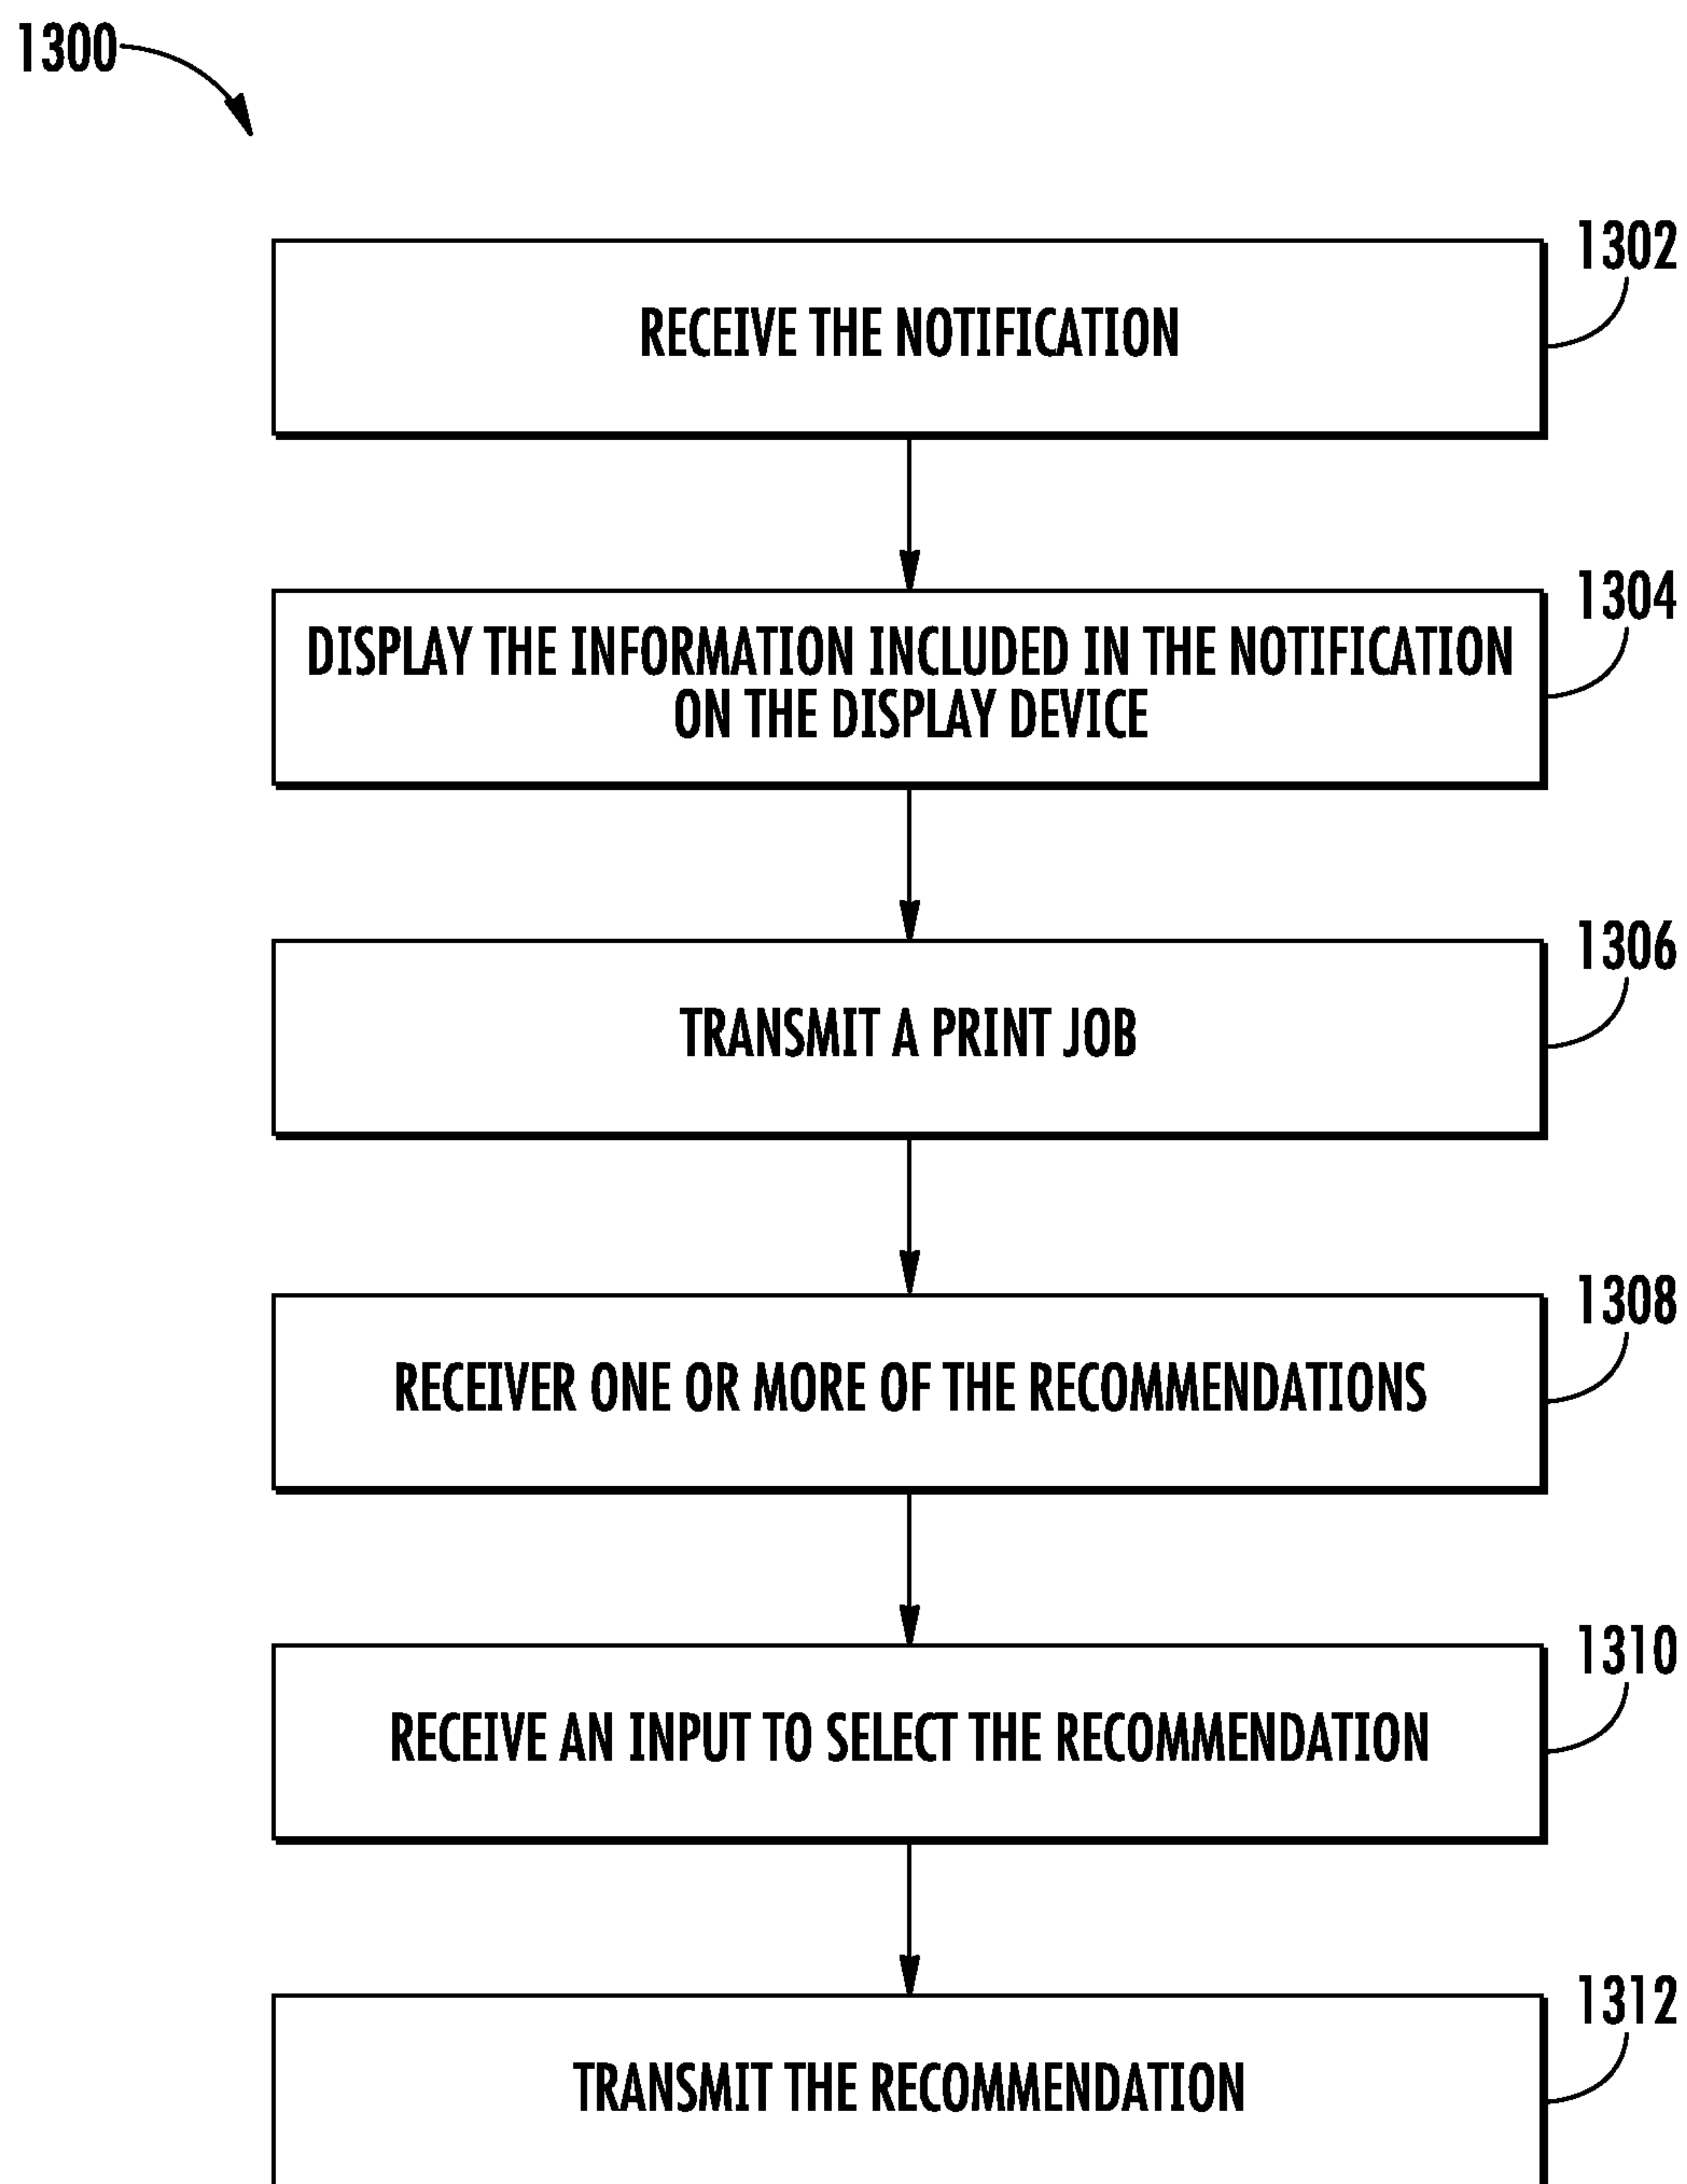 1300
1302
RECEIVE THE NOTIFICATION
1304
DISPLAY THE INFORMATION INCLUDED IN THE NOTIFICATION
ON THE DISPLAY DEVICE
1306
TRANSMIT A PRINT JOB
1308
RECEIVER ONE OR MORE OF THE RECOMMENDATIONS
1310
RECEIVE AN INPUT TO SELECT THE RECOMMENDATION
1312
TRANSMIT THE RECOMMENDATION